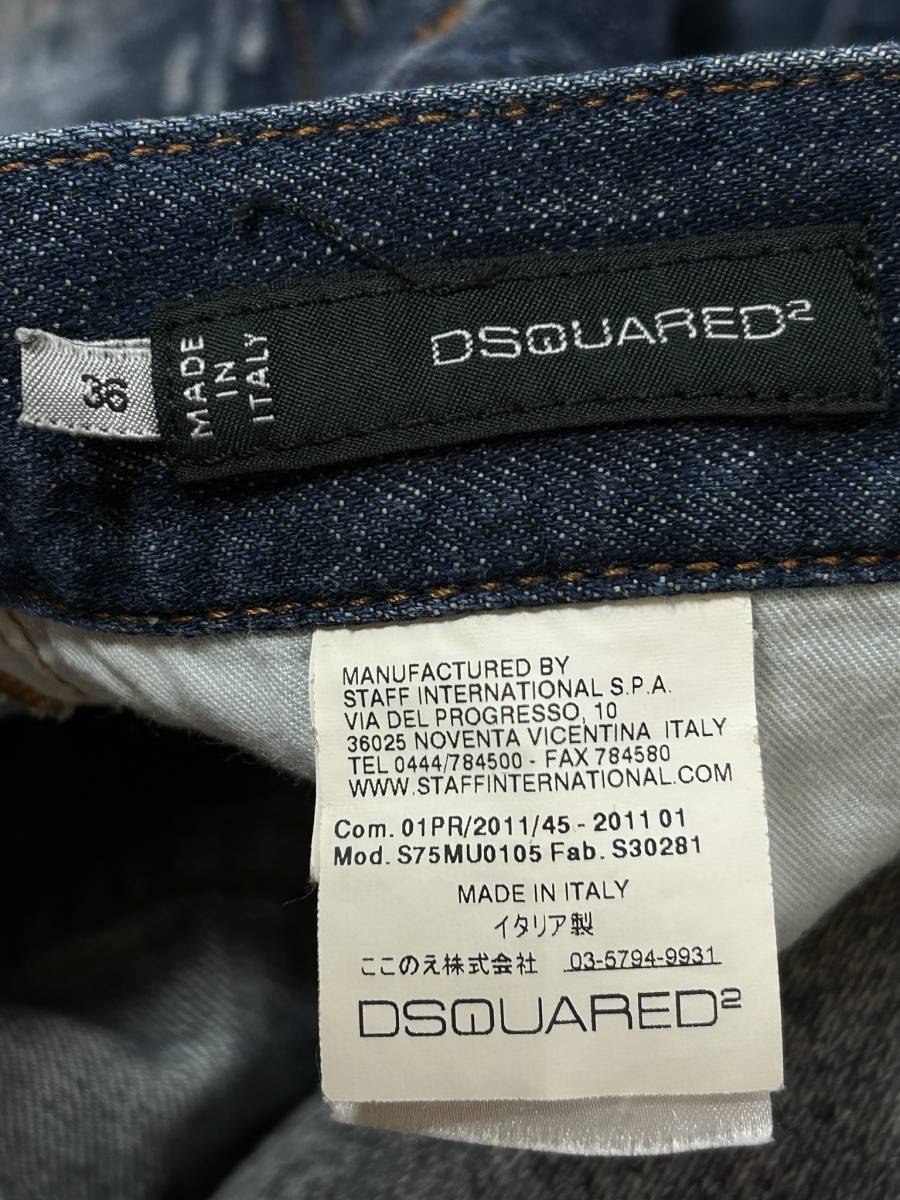 36
MADE
IN
ITALY
DSQUARED2
MANUFACTURED BY
STAFF INTERNATIONAL S.P.A.
VIA DEL PROGRESSO, 10
36025 NOVENTA VICENTINA ITALY
TEL 0444/784500 - FAX 784580
WWW.STAFFINTERNATIONAL.COM
Com. 01PR/2011/45 - 2011 01
Mod. S75MU0105 Fab. S30281
MADE IN ITALY
イタリア製
ここのえ株式会社 03-5794-9931
DSQUARED2